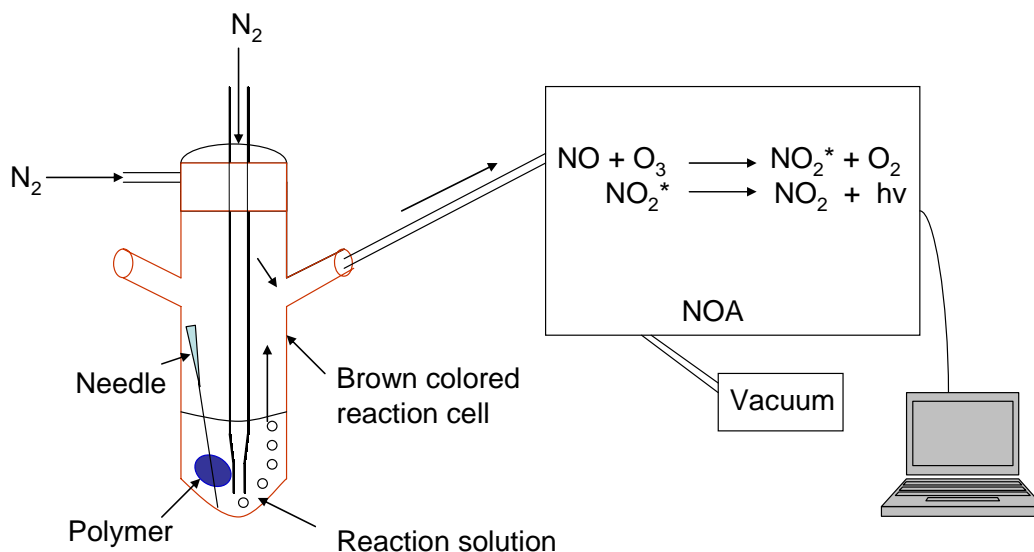 N₂
N₂
NO + O₃ → NO₂* + O₂
NO₂* → NO₂ + hv
NOA
Needle
Brown colored
reaction cell
Vacuum
Polymer
Reaction solution